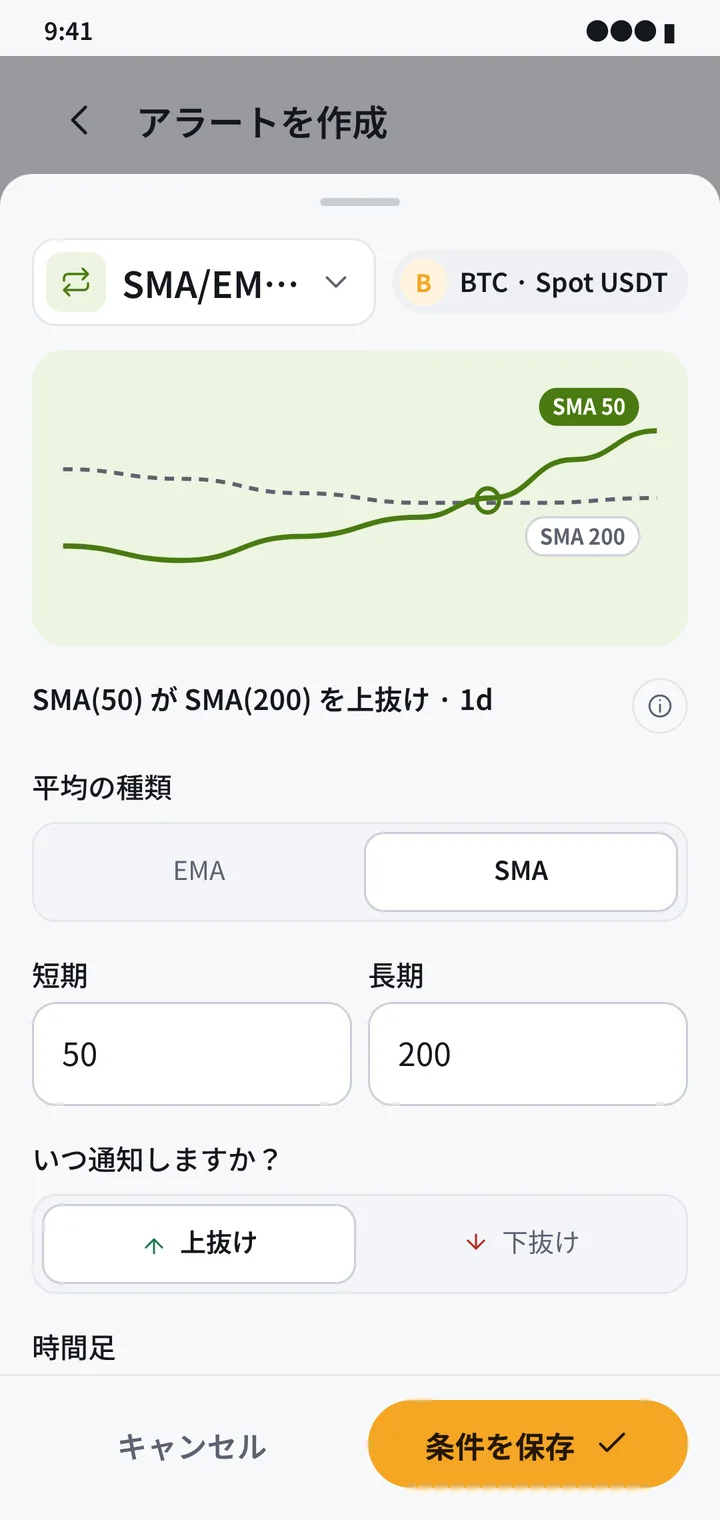 9:41
アラートを作成
SMA/EM…
B
BTC · Spot USDT
SMA 50
SMA 200
SMA(50) が SMA(200) を上抜け · 1d
平均の種類
EMA
SMA
短期
長期
50
200
いつ通知しますか？
上抜け
下抜け
時間足
キャンセル
条件を保存